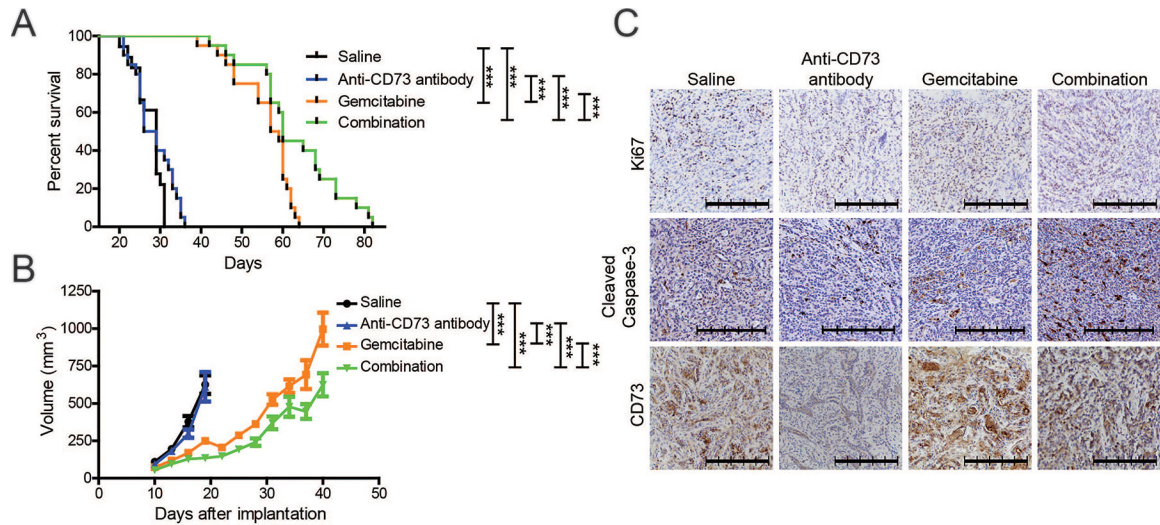 A
Percent survival
100
80
60
40
20
0
20 30 40 50 60 70 80
Days
Saline
Anti-CD73 antibody
Gemcitabine
Combination
*** *** *** *** ***
B
Volume (mm3)
1250
1000
750
500
250
0
0 10 20 30 40 50
Days after implantation
Saline
Anti-CD73 antibody
Gemcitabine
Combination
*** *** *** *** ***
C
Saline
Anti-CD73
antibody
Gemcitabine
Combination
Ki67
Cleaved
Caspase-3
CD73